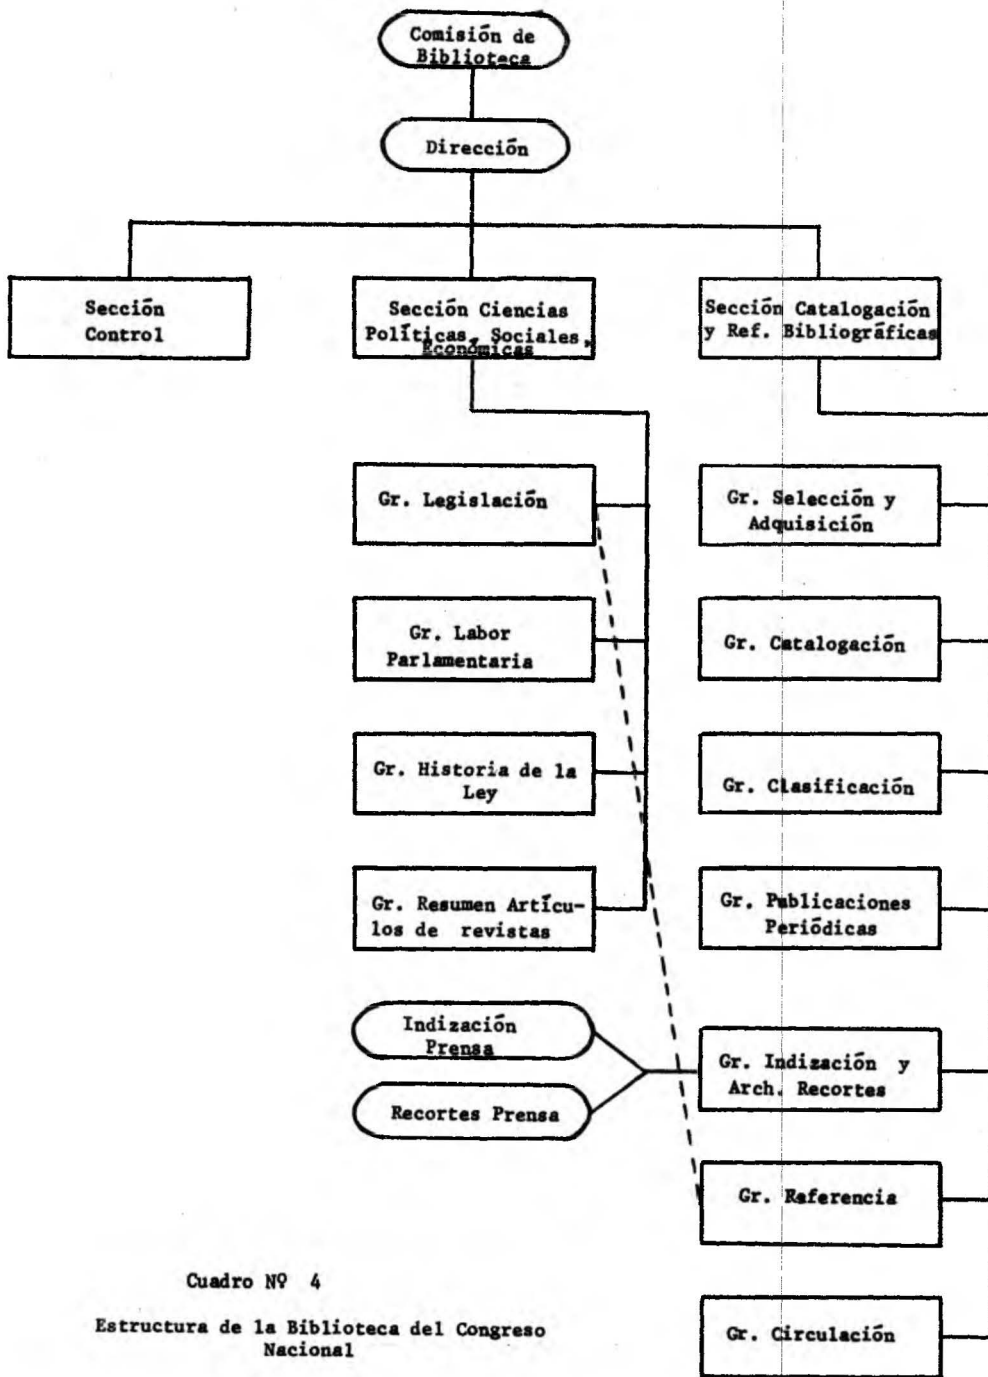 Comisión de
Biblioteca
Dirección
Sección
Control
Sección Ciencias
Políticas, Sociales,
Económicas
Sección Catalogación
y Ref. Bibliográficas
Gr. Legislación
Gr. Labor
Parlamentaria
Gr. Historia de la
Ley
Gr. Resumen Artícu-
los de revistas
Indización
Prensa
Recortes Prensa
Gr. Selección y
Adquisición
Gr. Catalogación
Gr. Clasificación
Gr. Publicaciones
Periódicas
Gr. Indización y
Arch. Recortes
Gr. Referencia
Gr. Circulación
Cuadro Nº 4
Estructura de la Biblioteca del Congreso
Nacional